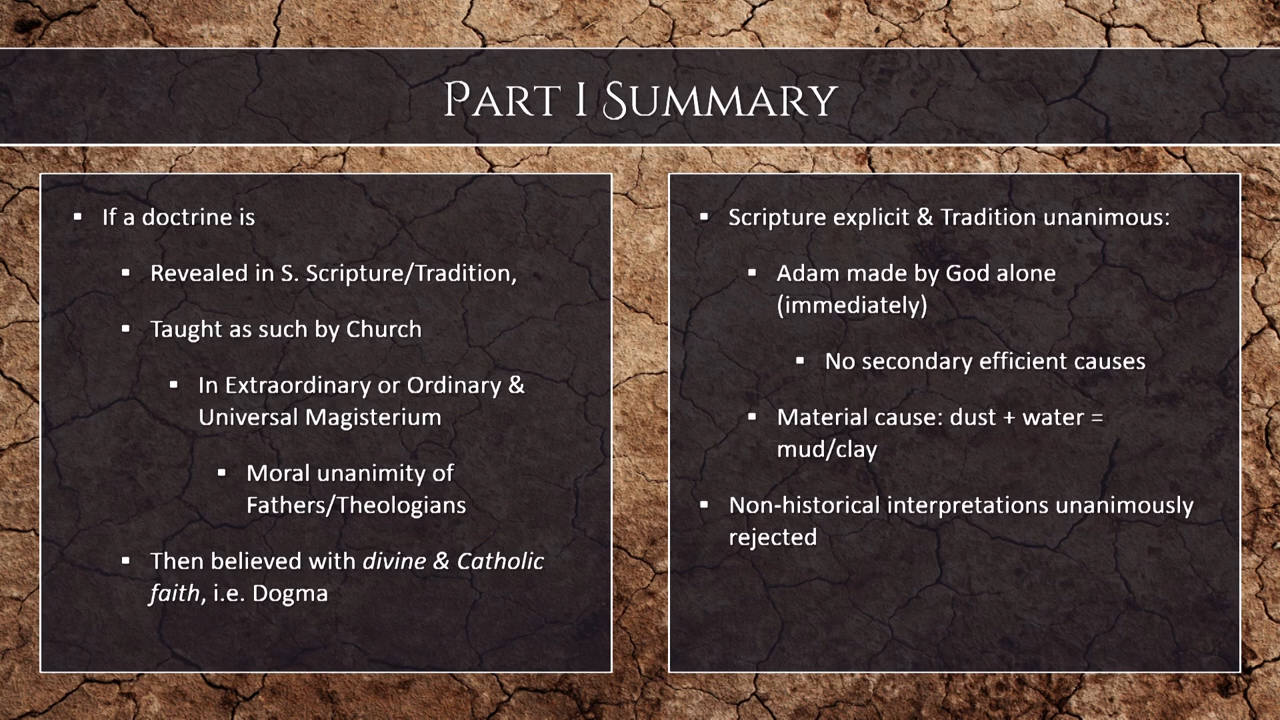 Part I Summary
▪ If a doctrine is
▪ Revealed in S. Scripture/Tradition,
▪ Taught as such by Church
▪ In Extraordinary or Ordinary &
Universal Magisterium
▪ Moral unanimity of
Fathers/Theologians
▪ Then believed with divine & Catholic
faith, i.e. Dogma
▪ Scripture explicit & Tradition unanimous:
▪ Adam made by God alone
(immediately)
▪ No secondary efficient causes
▪ Material cause: dust + water =
mud/clay
▪ Non-historical interpretations unanimously
rejected